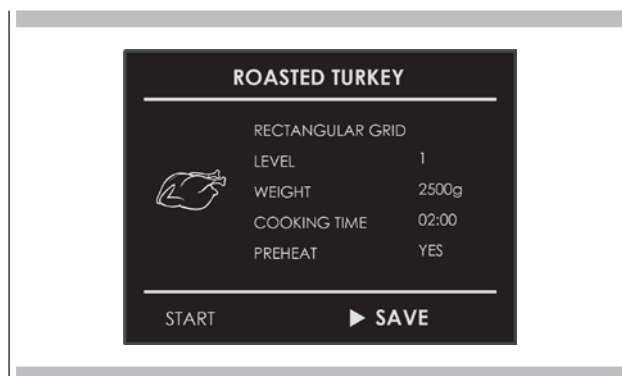 ROASTED TURKEY
RECTANGULAR GRID
LEVEL 1
WEIGHT 2500g
COOKING TIME 02:00
PREHEAT YES
START ▶ SAVE